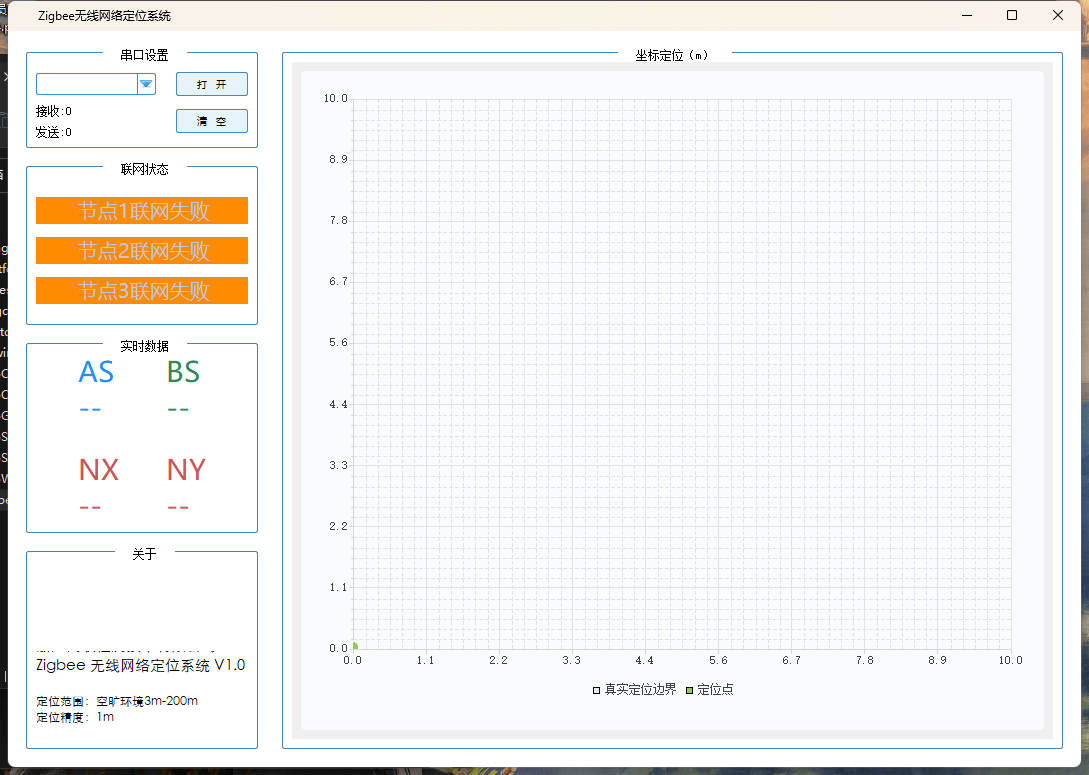 Zigbee无线网络定位系统
串口设置
打 开
接收:0
清 空
发送:0
联网状态
节点1联网失败
节点2联网失败
节点3联网失败
实时数据
AS BS
-- --
NX NY
-- --
关于
Zigbee 无线网络定位系统 V1.0
定位范围: 空旷环境3m-200m
定位精度: 1m
坐标定位（m）
10.0
8.9
7.8
6.7
5.6
4.4
3.3
2.2
1.1
0.0
0.0 1.1 2.2 3.3 4.4 5.6 6.7 7.8 8.9 10.0
真实定位边界 定位点